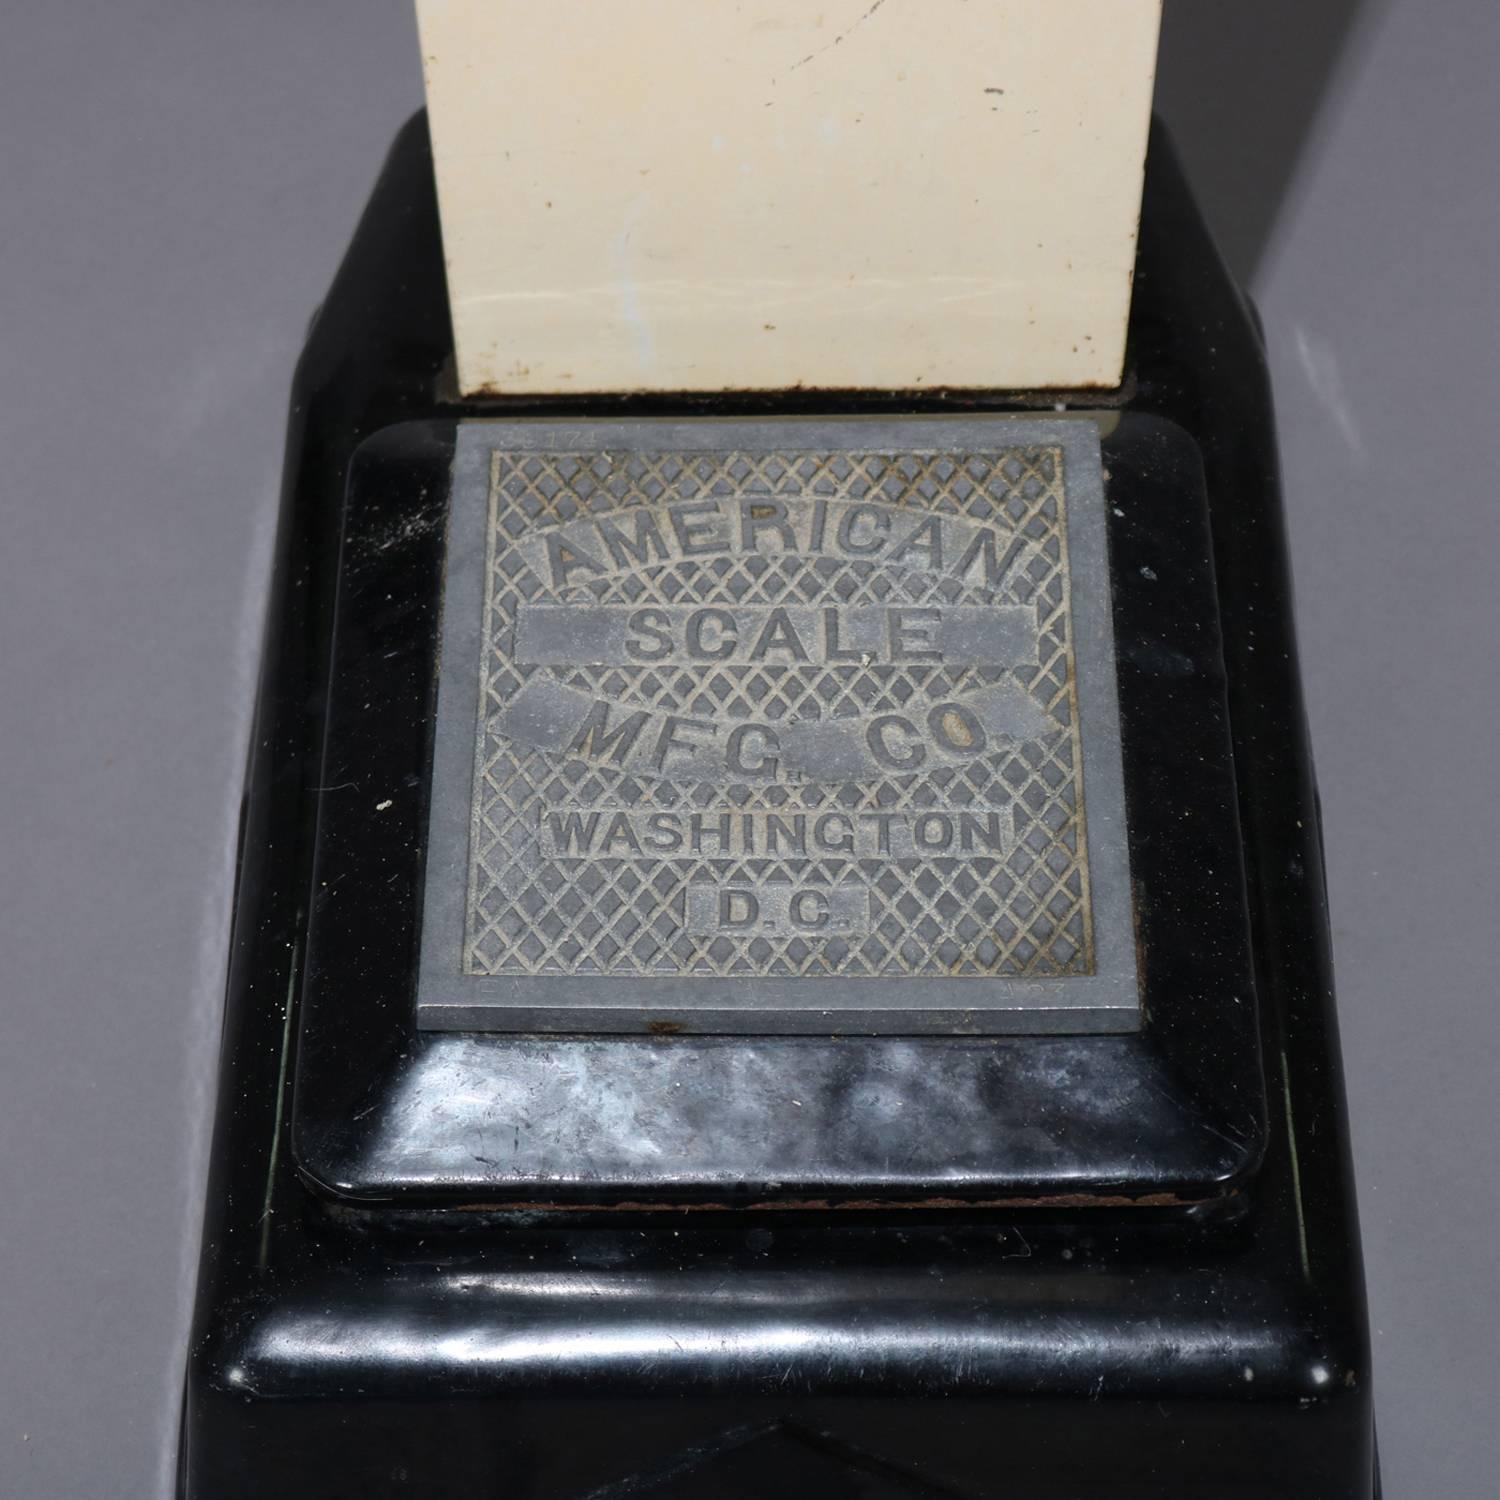 AMERICAN
SCALE
MFG. CO.
WASHINGTON
D.C.